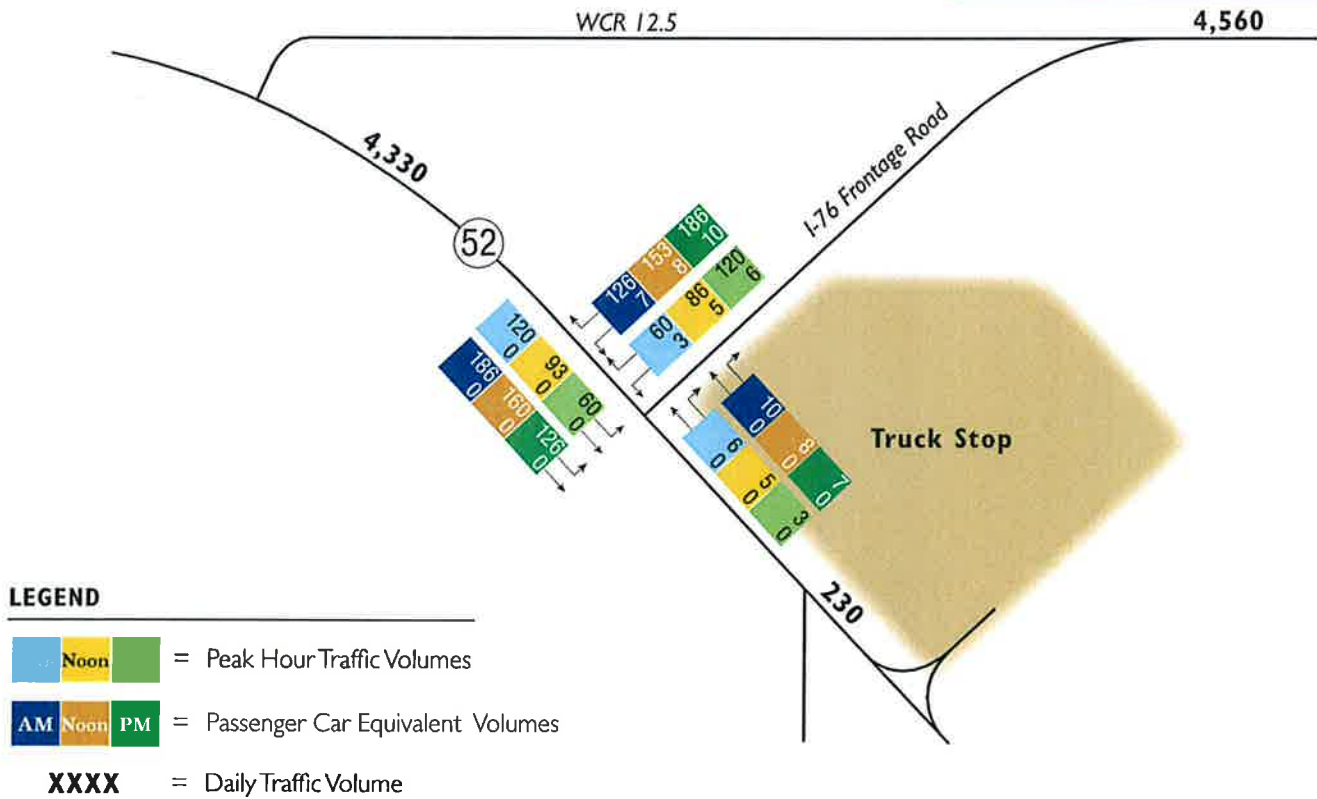 WCR 12.5
4,560
4,330
52
I-76 Frontage Road
126 153 186
7 8 10
60 86 120
3 5 6
120 93 60
0 0 0
186 160 126
0 0 0
10 8 7
0 0 0
6 5 3
0 0 0
Truck Stop
230
LEGEND
Noon = Peak Hour Traffic Volumes
AM Noon PM = Passenger Car Equivalent Volumes
XXXX = Daily Traffic Volume